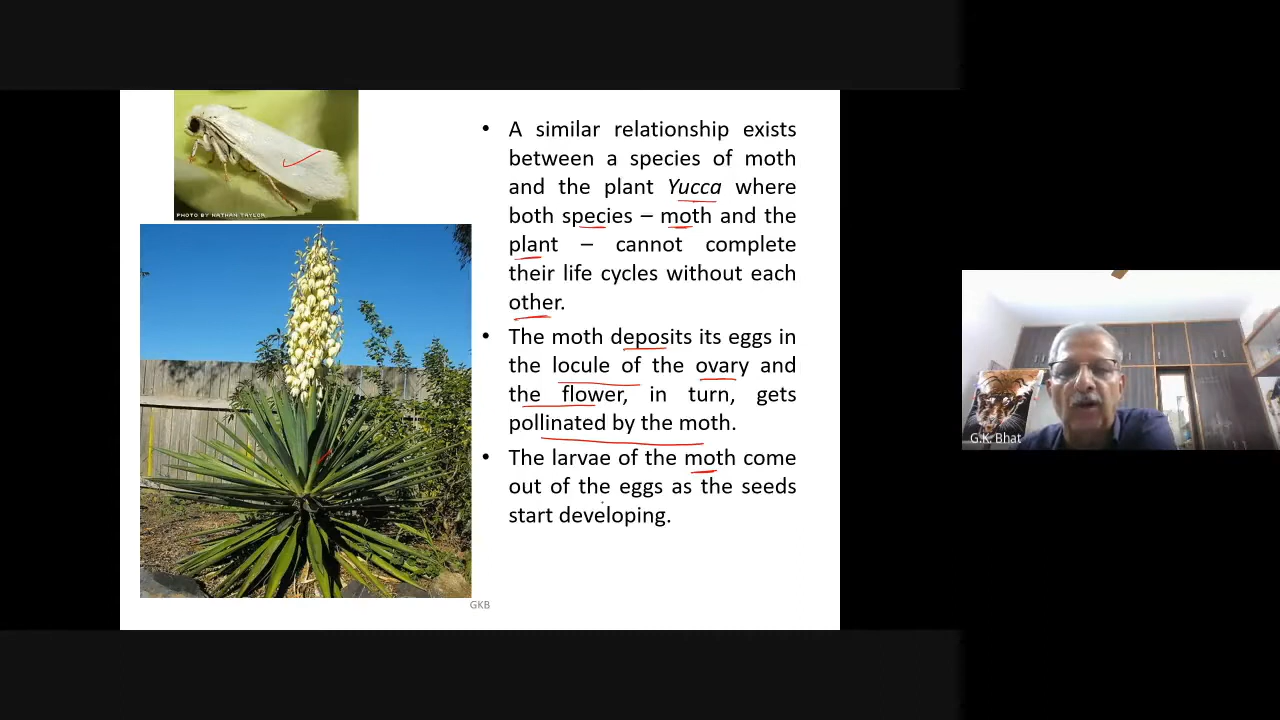 PHOTO BY NATHAN TAYLOR
• A similar relationship exists
between a species of moth
and the plant Yucca where
both species – moth and the
plant – cannot complete
their life cycles without each
other.
• The moth deposits its eggs in
the locule of the ovary and
the flower, in turn, gets
pollinated by the moth.
• The larvae of the moth come
out of the eggs as the seeds
start developing.
GKB
G.K. Bhat